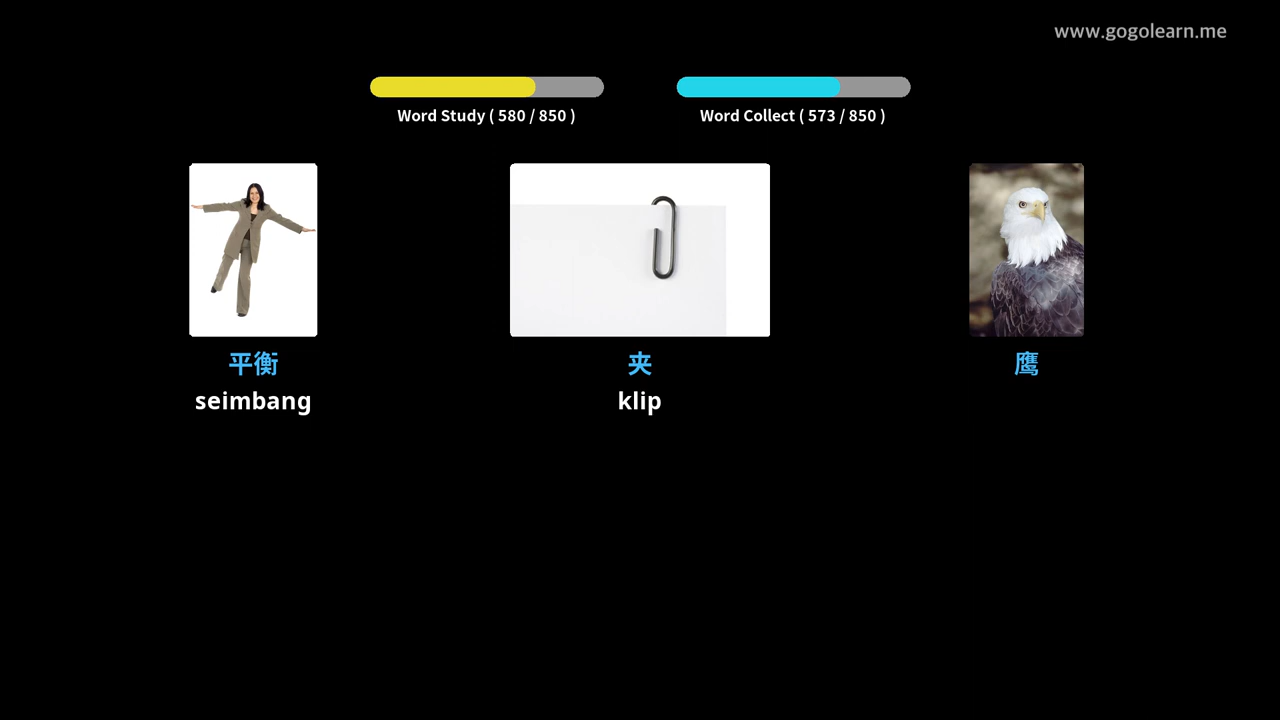 www.gogolearn.me
Word Study ( 580 / 850 )
Word Collect ( 573 / 850 )
平衡
夹
鹰
seimbang
klip